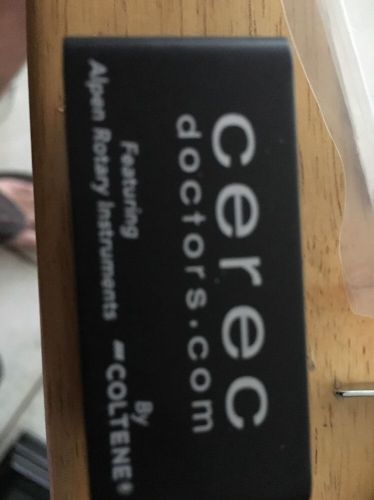 cerec
doctors.com
Featuring
Alpen Rotary Instruments
By
COLTENE®